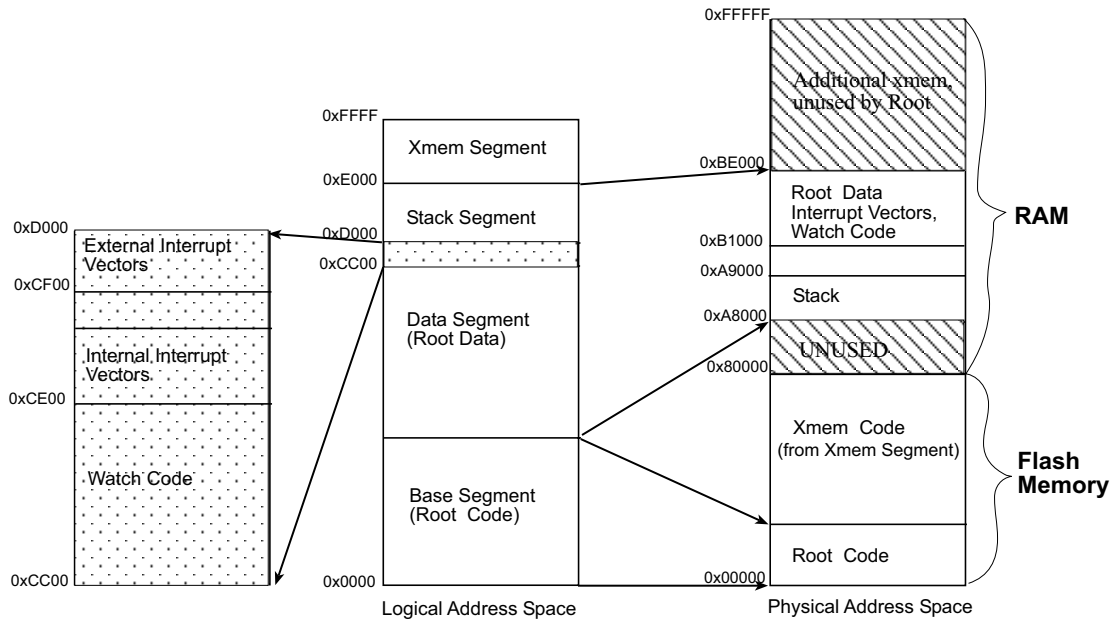 0xD000
External Interrupt
Vectors
0xCF00
Internal Interrupt
Vectors
0xCE00
Watch Code
0xCC00
0xFFFF
Xmem Segment
0xE000
Stack Segment
0xD000
0xCC00
Data Segment
(Root Data)
Base Segment
(Root Code)
0x0000
Logical Address Space
0xFFFFF
Additional xmem,
unused by Root
0xBE000
Root Data
Interrupt Vectors,
Watch Code
0xB1000
0xA9000
Stack
0xA8000
UNUSED
0x80000
Xmem Code
(from Xmem Segment)
Root Code
0x00000
Physical Address Space
RAM
Flash
Memory